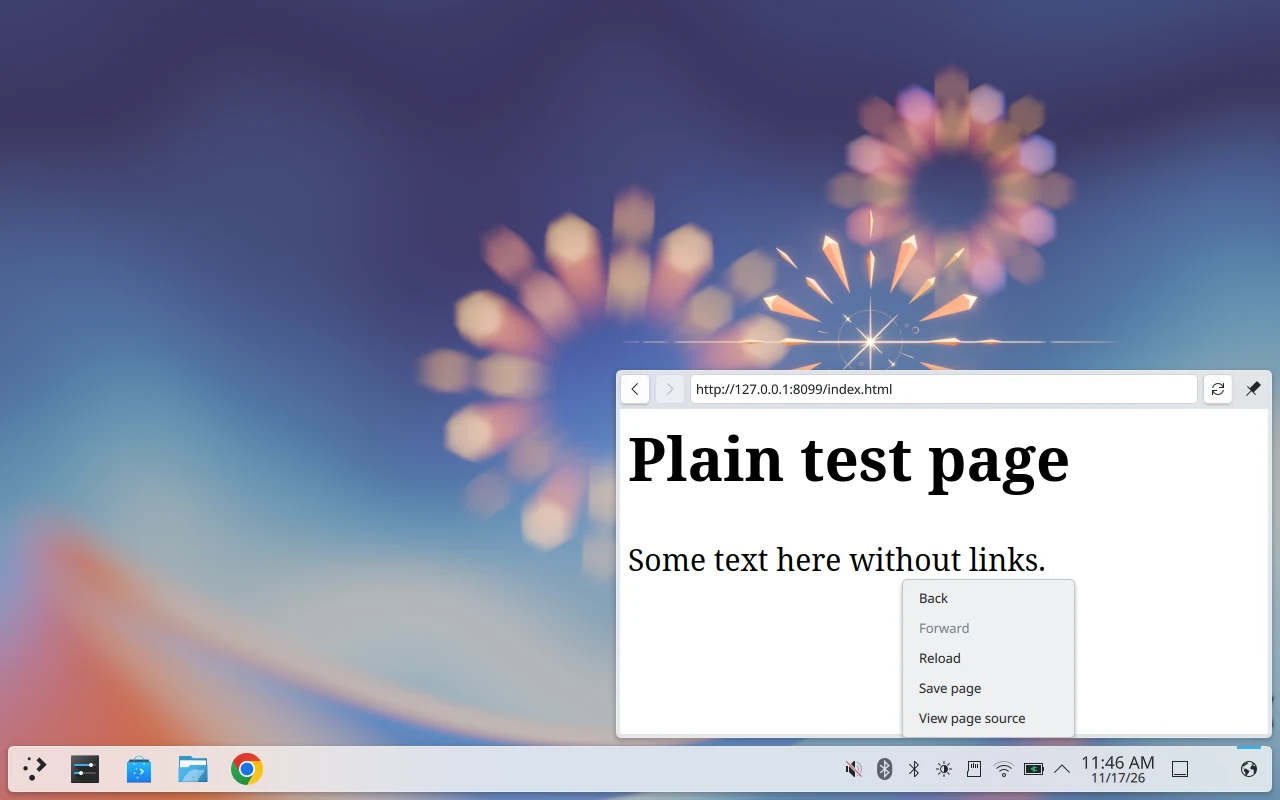 http://127.0.0.1:8099/index.html
Plain test page
Some text here without links.
Back
Forward
Reload
Save page
View page source
11:46 AM
11/17/26